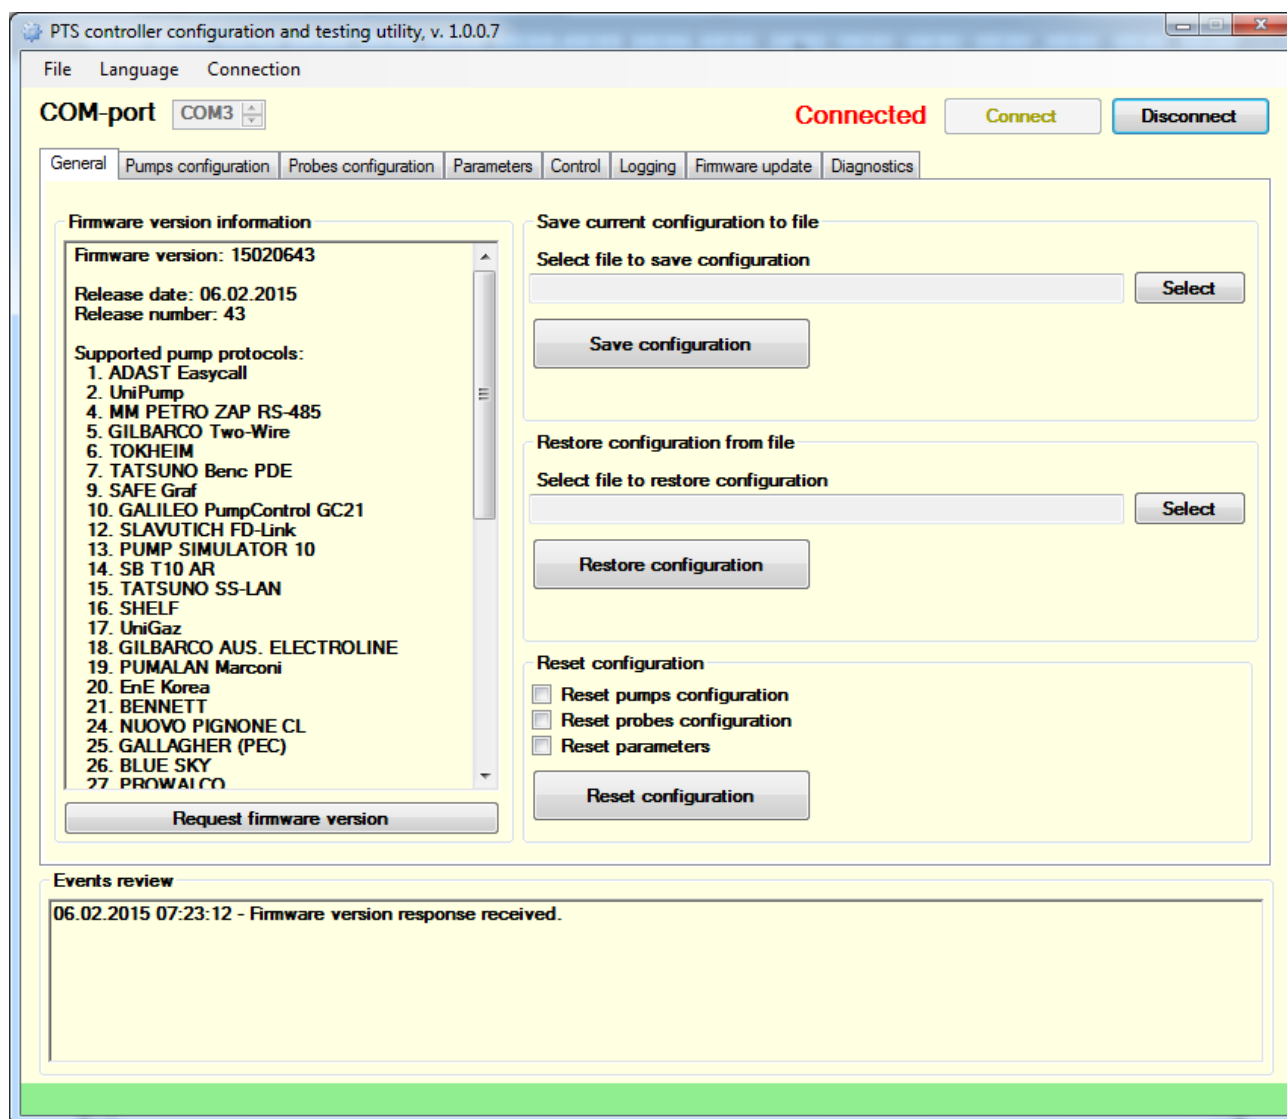 PTS controller configuration and testing utility, v. 1.0.0.7
File Language Connection
COM-port COM3 Connected Connect Disconnect
General Pumps configuration Probes configuration Parameters Control Logging Firmware update Diagnostics
Firmware version information
Firmware version: 15020643
Release date: 06.02.2015
Release number: 43
Supported pump protocols:
1. ADAST Easycall
2. UniPump
4. MM PETRO ZAP RS-485
5. GILBARCO Two-Wire
6. TOKHEIM
7. TATSUNO Benc PDE
9. SAFE Graf
10. GALILEO PumpControl GC21
12. SLAVUTICH FD-Link
13. PUMP SIMULATOR 10
14. SB T10 AR
15. TATSUNO SS-LAN
16. SHELF
17. UniGaz
18. GILBARCO AUS. ELECTROLINE
19. PUMALAN Marconi
20. EnE Korea
21. BENNETT
24. NUOVO PIGNONE CL
25. GALLAGHER (PEC)
26. BLUE SKY
27. PROWALCO
Request firmware version
Save current configuration to file
Select file to save configuration
Select
Save configuration
Restore configuration from file
Select file to restore configuration
Select
Restore configuration
Reset configuration
Reset pumps configuration
Reset probes configuration
Reset parameters
Reset configuration
Events review
06.02.2015 07:23:12 - Firmware version response received.